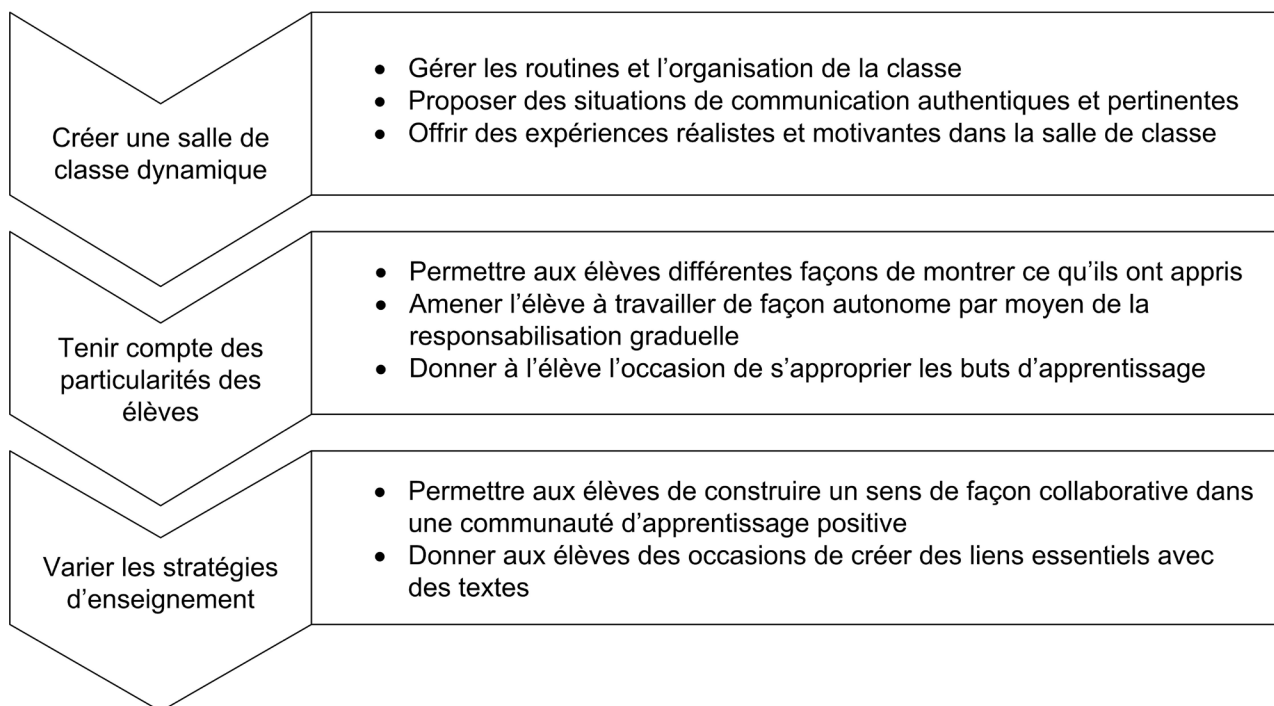 Créer une salle de
classe dynamique
• Gérer les routines et l’organisation de la classe
• Proposer des situations de communication authentiques et pertinentes
• Offrir des expériences réalistes et motivantes dans la salle de classe
Tenir compte des
particularités des
élèves
• Permettre aux élèves différentes façons de montrer ce qu’ils ont appris
• Amener l’élève à travailler de façon autonome par moyen de la
responsabilisation graduelle
• Donner à l’élève l’occasion de s’approprier les buts d’apprentissage
Varier les stratégies
d’enseignement
• Permettre aux élèves de construire un sens de façon collaborative dans
une communauté d’apprentissage positive
• Donner aux élèves des occasions de créer des liens essentiels avec
des textes